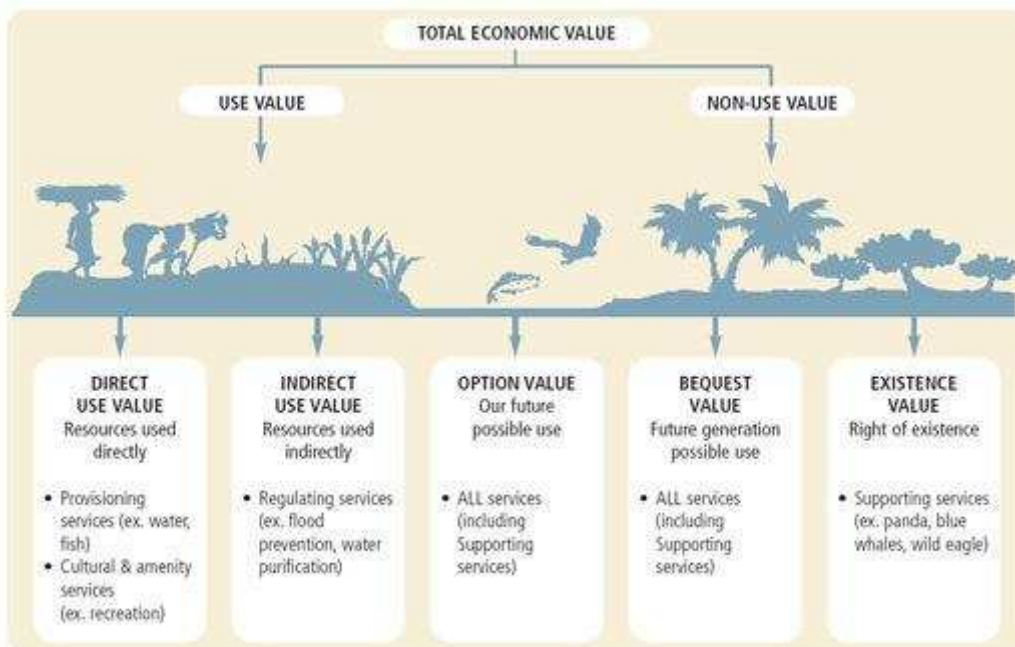 TOTAL ECONOMIC VALUE
USE VALUE
NON-USE VALUE
DIRECT
USE VALUE
Resources used
directly
• Provisioning
services (ex. water,
fish)
• Cultural & amenity
services
(ex. recreation)
INDIRECT
USE VALUE
Resources used
indirectly
• Regulating services
(ex. flood
prevention, water
purification)
OPTION VALUE
Our future
possible use
• ALL services
(including
Supporting
services)
BEQUEST
VALUE
Future generation
possible use
• ALL services
(including
Supporting
services)
EXISTENCE
VALUE
Right of existence
• Supporting services
(ex. panda, blue
whales, wild eagle)